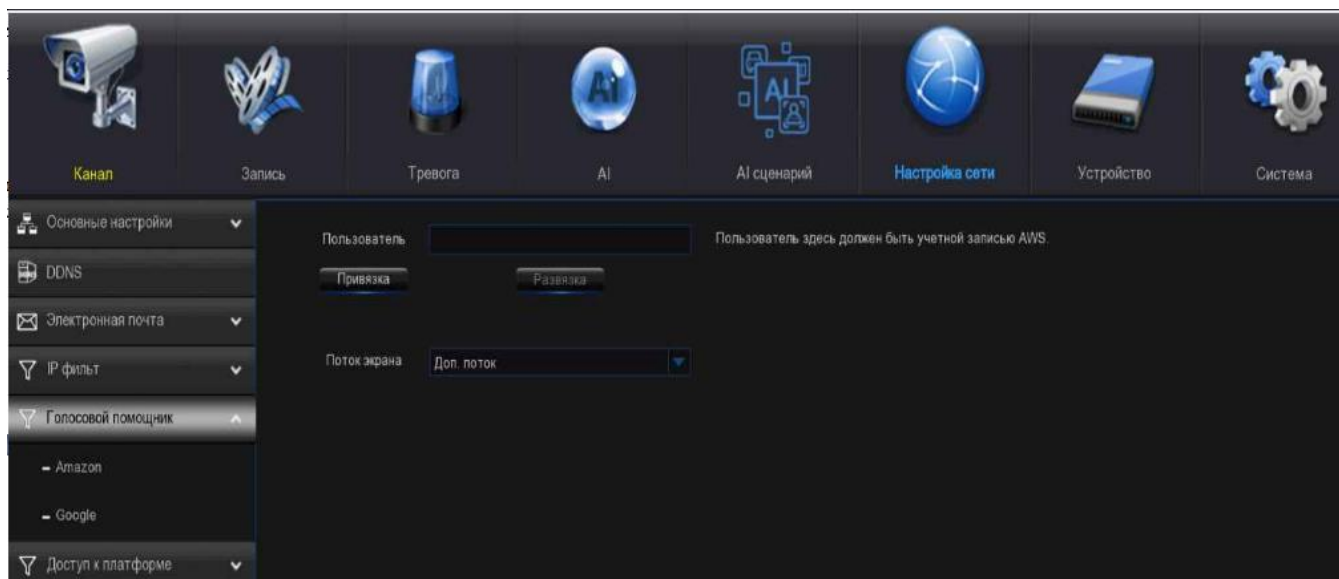 Канал
Запись
Тревога
AI
AI сценарий
Настройка сети
Устройство
Система
Основные настройки
DDNS
Электронная почта
IP фильт
Голосовой помощник
Amazon
Google
Доступ к платформе
Пользователь
Пользователь здесь должен быть учетной записью AWS.
Привязка
Развязка
Поток экрана
Доп. поток